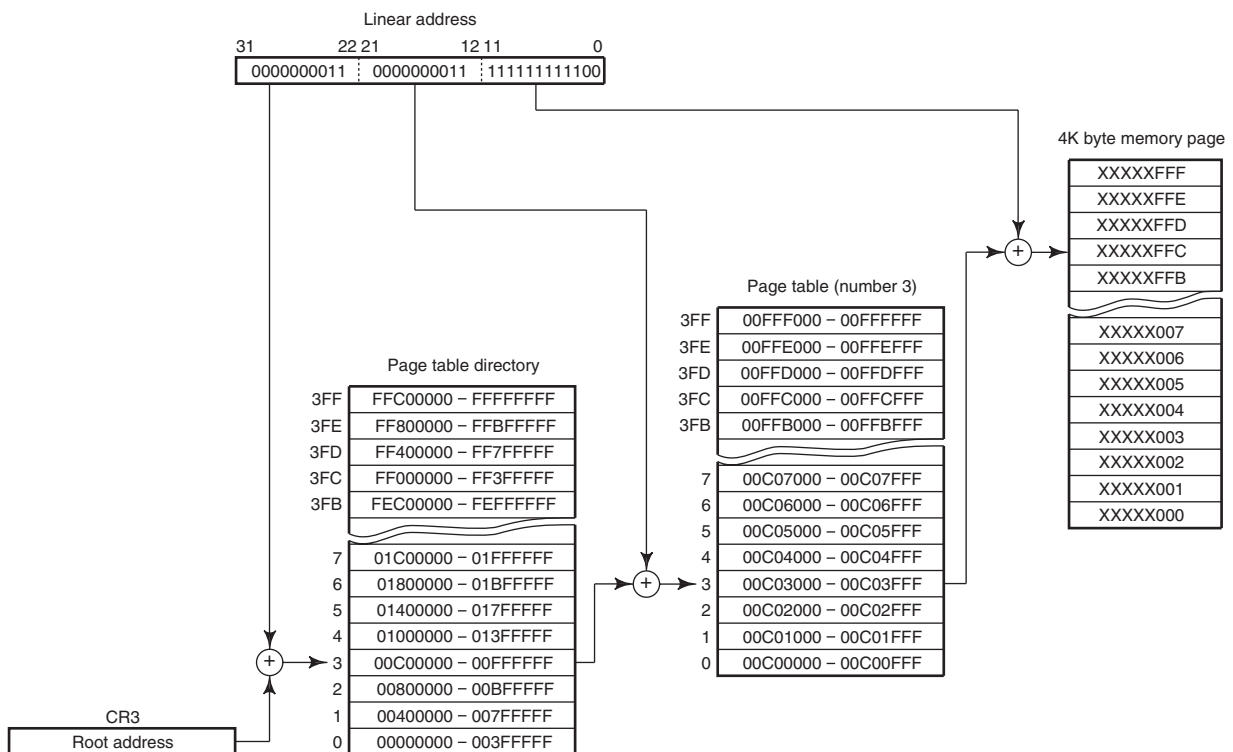 Linear address
31 22 21 12 11 0
0000000011 0000000011 111111111100
4K byte memory page
XXXXXFFF
XXXXXFFE
XXXXXFFD
XXXXXFFC
XXXXXFFB
XXXXX007
XXXXX006
XXXXX005
XXXXX004
XXXXX003
XXXXX002
XXXXX001
XXXXX000
+
Page table (number 3)
3FF 00FFF000 – 00FFFFFF
3FE 00FFE000 – 00FFEFFF
3FD 00FFD000 – 00FFDFFF
3FC 00FFC000 – 00FFCFFF
3FB 00FFB000 – 00FFBFFF
7 00C07000 – 00C07FFF
6 00C06000 – 00C06FFF
5 00C05000 – 00C05FFF
4 00C04000 – 00C04FFF
3 00C03000 – 00C03FFF
2 00C02000 – 00C02FFF
1 00C01000 – 00C01FFF
0 00C00000 – 00C00FFF
+
Page table directory
3FF FFC00000 – FFFFFFFF
3FE FF800000 – FFBFFFFF
3FD FF400000 – FF7FFFFF
3FC FF000000 – FF3FFFFF
3FB FEC00000 – FEFFFFFF
7 01C00000 – 01FFFFFF
6 01800000 – 01BFFFFF
5 01400000 – 017FFFFF
4 01000000 – 013FFFFF
3 00C00000 – 00FFFFFF
2 00800000 – 00BFFFFF
1 00400000 – 007FFFFF
0 00000000 – 003FFFFF
+
CR3
Root address